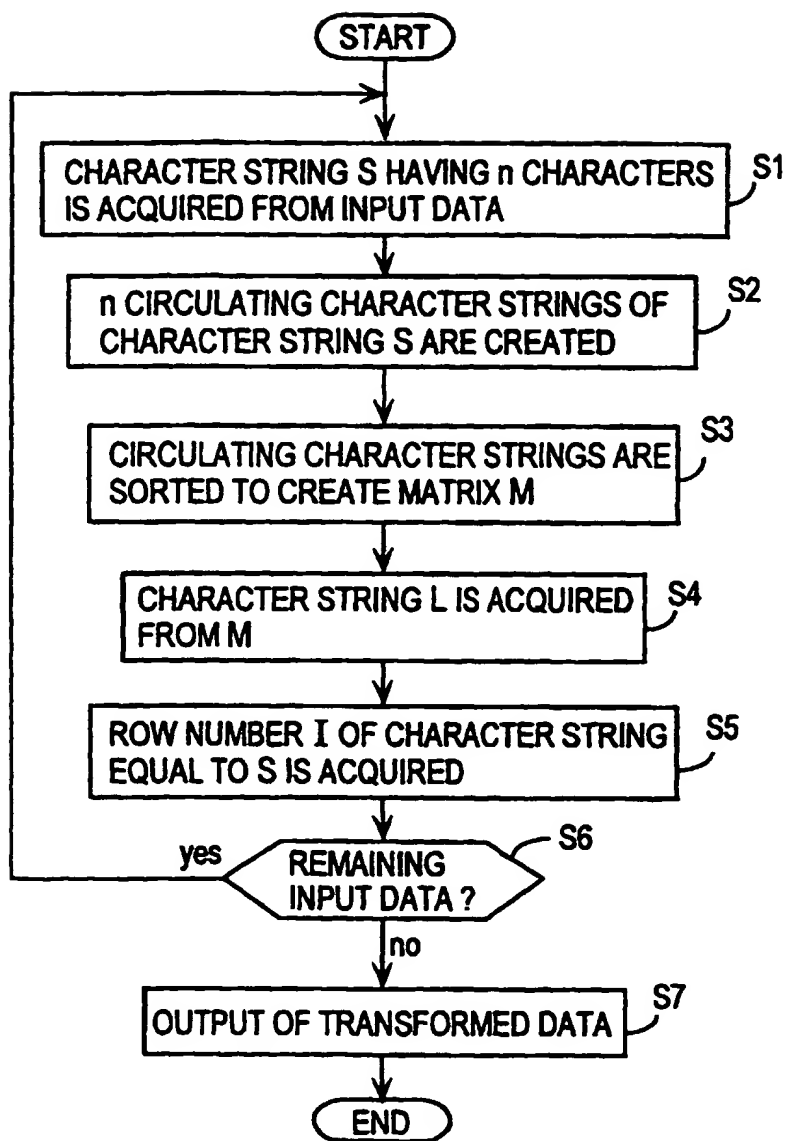 START
CHARACTER STRING S HAVING n CHARACTERS
IS ACQUIRED FROM INPUT DATA
S1
n CIRCULATING CHARACTER STRINGS OF
CHARACTER STRING S ARE CREATED
S2
CIRCULATING CHARACTER STRINGS ARE
SORTED TO CREATE MATRIX M
S3
CHARACTER STRING L IS ACQUIRED
FROM M
S4
ROW NUMBER I OF CHARACTER STRING
EQUAL TO S IS ACQUIRED
S5
yes
REMAINING
INPUT DATA ?
S6
no
OUTPUT OF TRANSFORMED DATA
S7
END